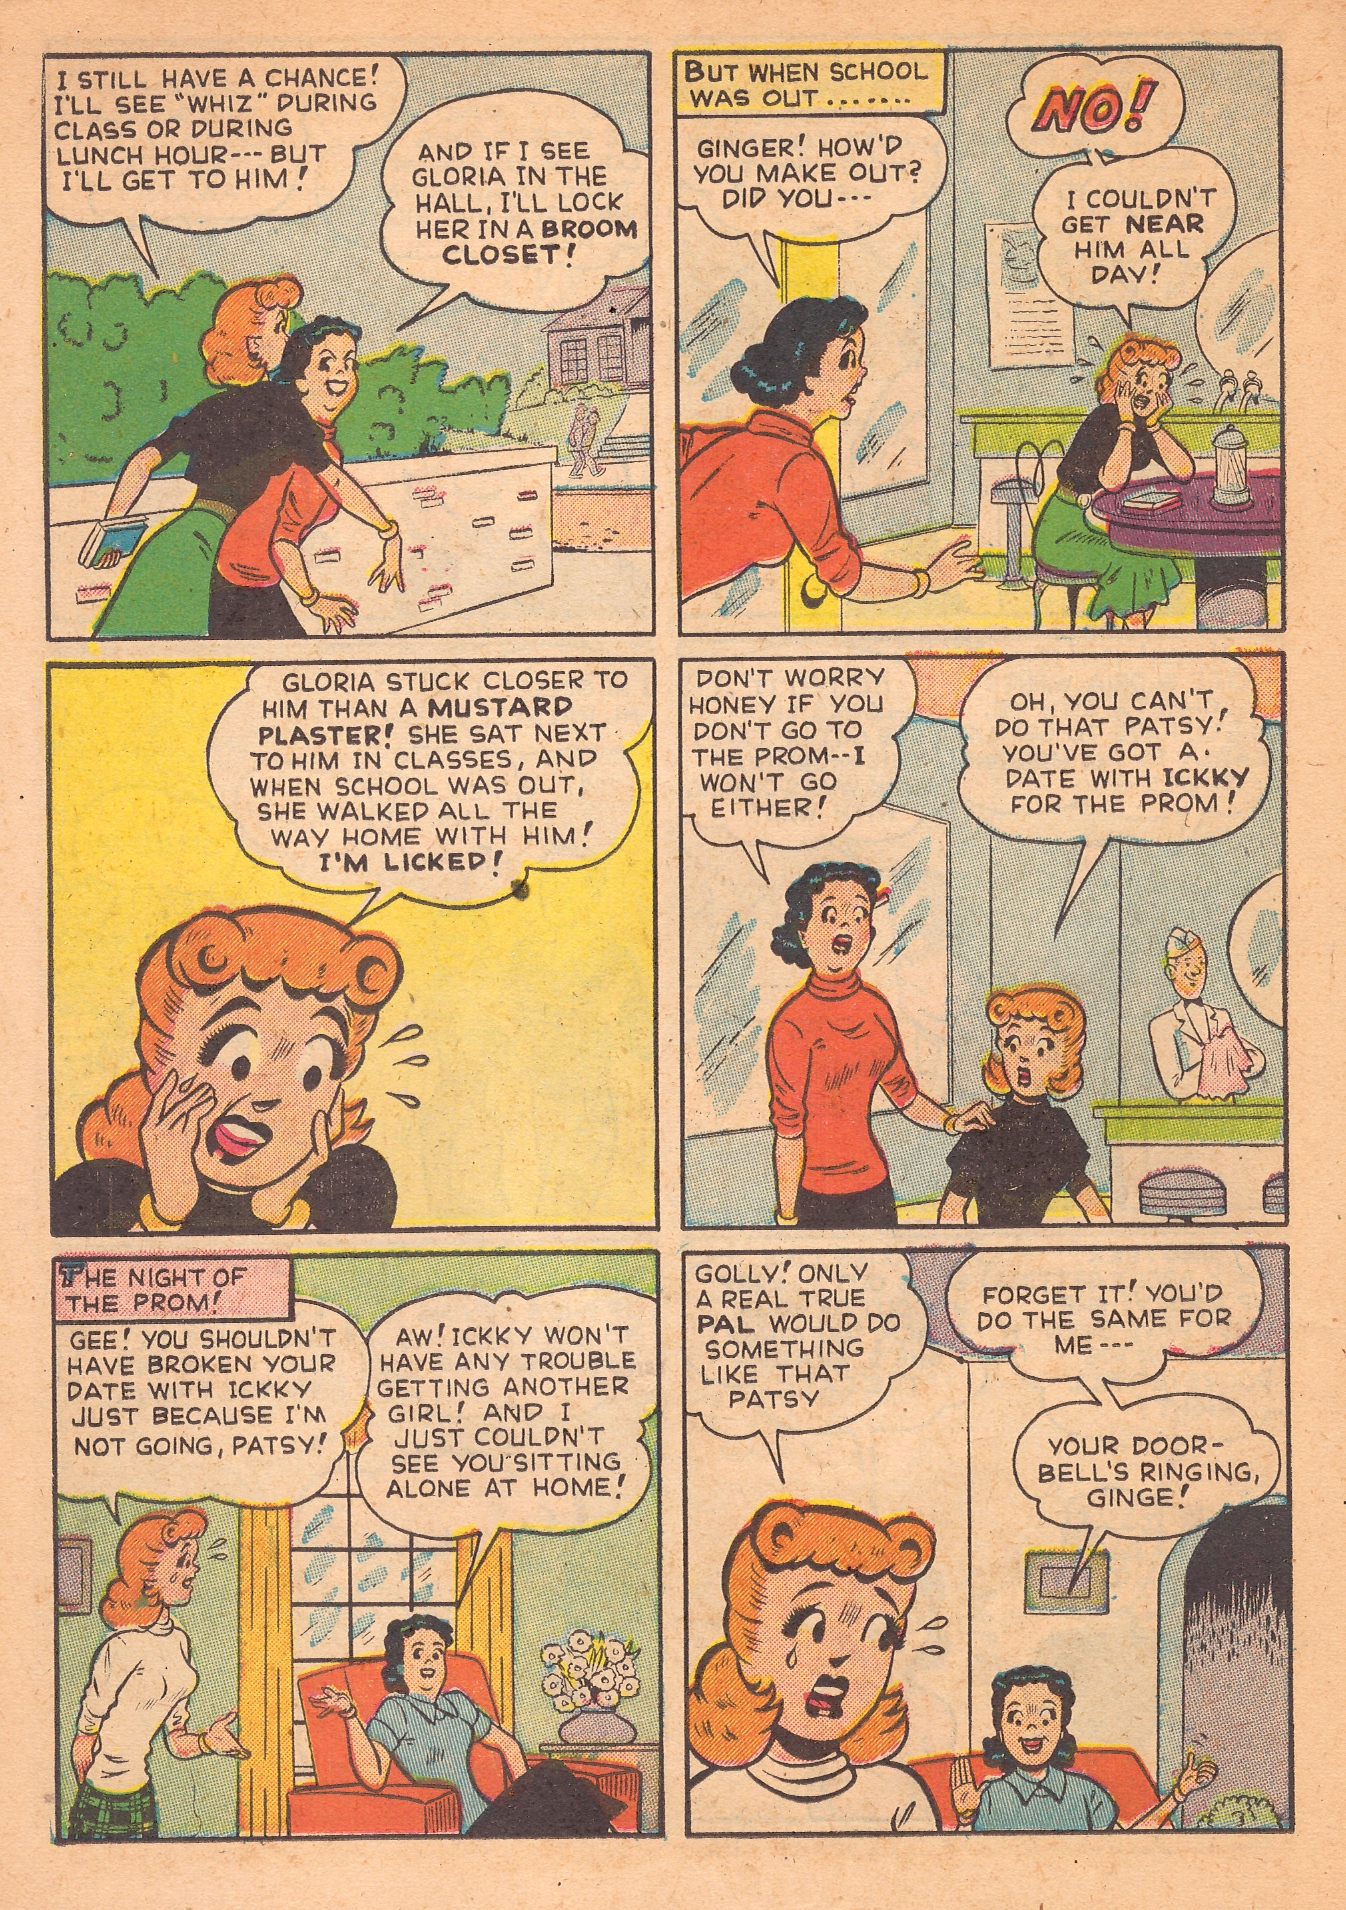 I STILL HAVE A CHANCE!
I'LL SEE "WHIZ" DURING
CLASS OR DURING
LUNCH HOUR--- BUT
I'LL GET TO HIM!
AND IF I SEE
GLORIA IN THE
HALL, I'LL LOCK
HER IN A BROOM
CLOSET!
BUT WHEN SCHOOL
WAS OUT........
GINGER! HOW'D
YOU MAKE OUT?
DID YOU---
NO!
I COULDN'T
GET NEAR
HIM ALL
DAY!
GLORIA STUCK CLOSER TO
HIM THAN A MUSTARD
PLASTER! SHE SAT NEXT
TO HIM IN CLASSES, AND
WHEN SCHOOL WAS OUT,
SHE WALKED ALL THE
WAY HOME WITH HIM!
I'M LICKED!
DON'T WORRY
HONEY IF YOU
DON'T GO TO
THE PROM--I
WON'T GO
EITHER!
OH, YOU CAN'T
DO THAT PATSY!
YOU'VE GOT A
DATE WITH ICKKY
FOR THE PROM!
THE NIGHT OF
THE PROM!
GEE! YOU SHOULDN'T
HAVE BROKEN YOUR
DATE WITH ICKKY
JUST BECAUSE I'M
NOT GOING, PATSY!
AW! ICKKY WON'T
HAVE ANY TROUBLE
GETTING ANOTHER
GIRL! AND I
JUST COULDN'T
SEE YOU SITTING
ALONE AT HOME!
GOLLY! ONLY
A REAL TRUE
PAL WOULD DO
SOMETHING
LIKE THAT
PATSY
FORGET IT! YOU'D
DO THE SAME FOR
ME---
YOUR DOOR-
BELL'S RINGING,
GINGE!